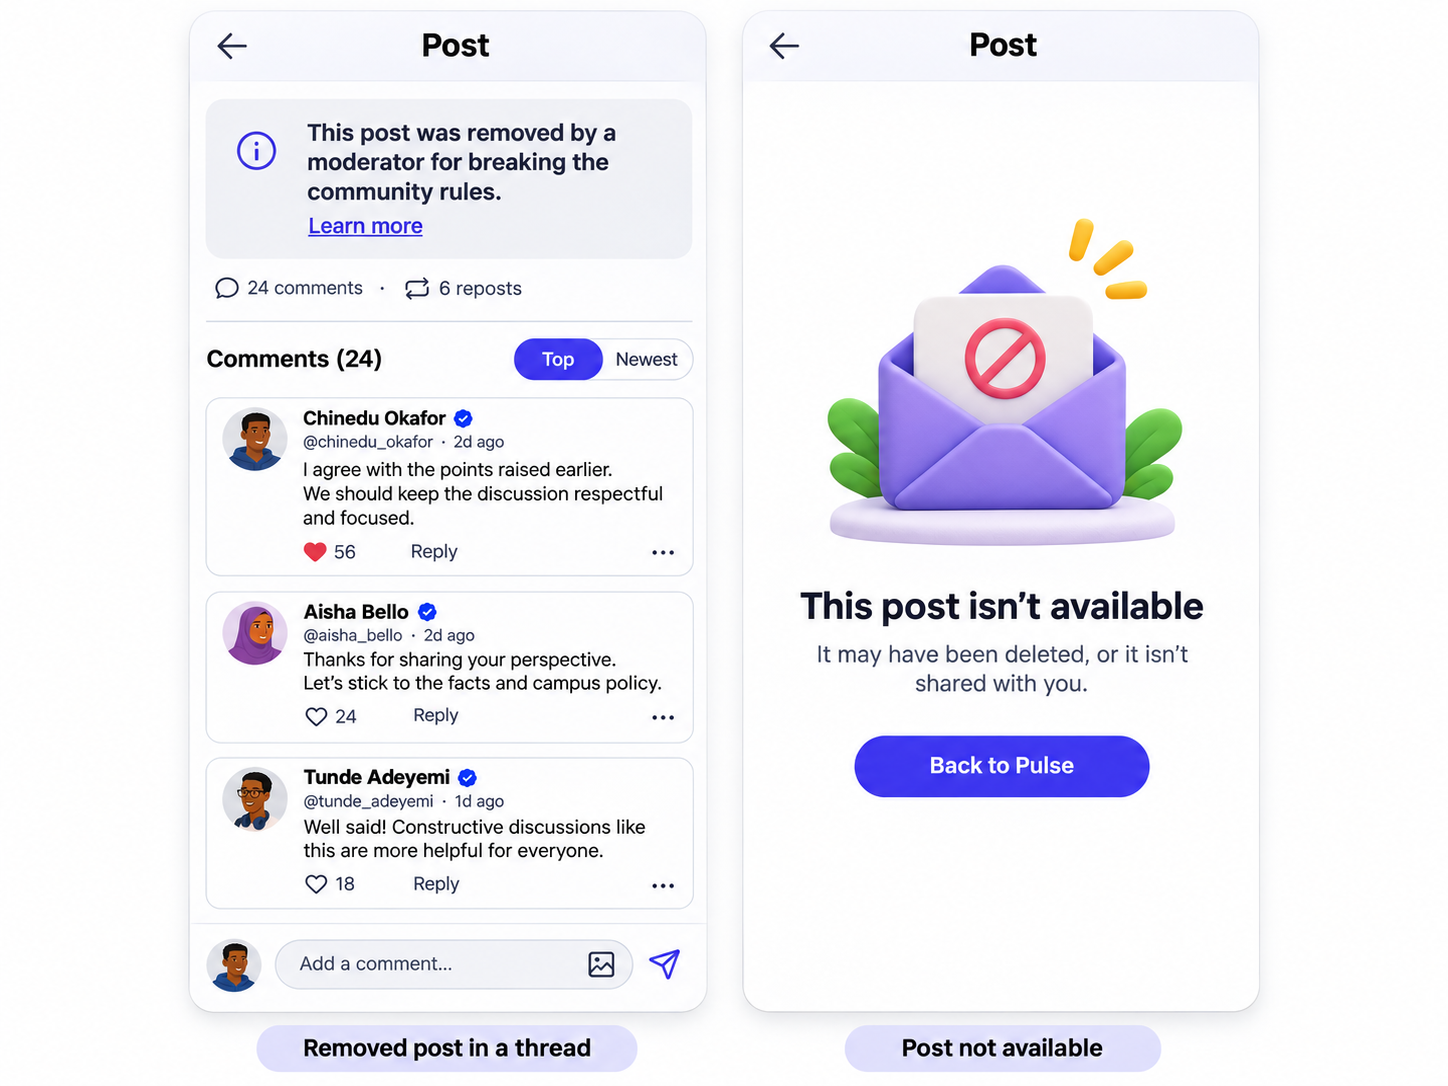 Post
This post was removed by a
moderator for breaking the
community rules.
Learn more
24 comments · 6 reposts
Comments (24)
Top Newest
Chinedu Okafor
@chinedu_okafor · 2d ago
I agree with the points raised earlier.
We should keep the discussion respectful
and focused.
56 Reply
Aisha Bello
@aisha_bello · 2d ago
Thanks for sharing your perspective.
Let’s stick to the facts and campus policy.
24 Reply
Tunde Adeyemi
@tunde_adeyemi · 1d ago
Well said! Constructive discussions like
this are more helpful for everyone.
18 Reply
Add a comment...
Removed post in a thread
Post
This post isn’t available
It may have been deleted, or it isn’t
shared with you.
Back to Pulse
Post not available